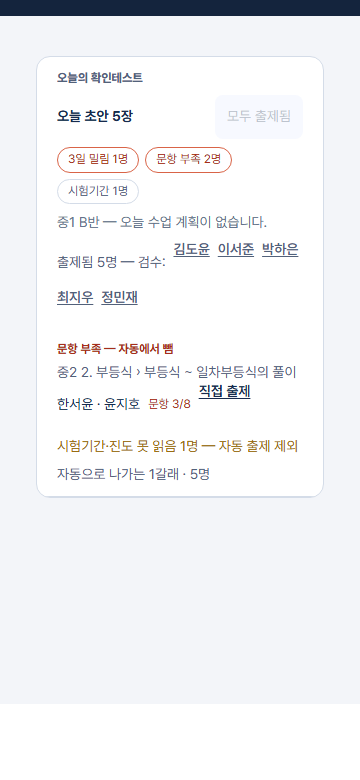 오늘의 확인테스트
오늘 초안 5장
모두 출제됨
3일 밀림 1명
문항 부족 2명
시험기간 1명
중1 B반 — 오늘 수업 계획이 없습니다.
출제됨 5명 — 검수: 김도윤 이서준 박하은
최지우 정민재
문항 부족 — 자동에서 뺌
중2 2. 부등식 › 부등식 ~ 일차부등식의 풀이
한서윤 · 윤지호 문항 3/8 직접 출제
시험기간·진도 못 읽음 1명 — 자동 출제 제외
자동으로 나가는 1갈래 · 5명